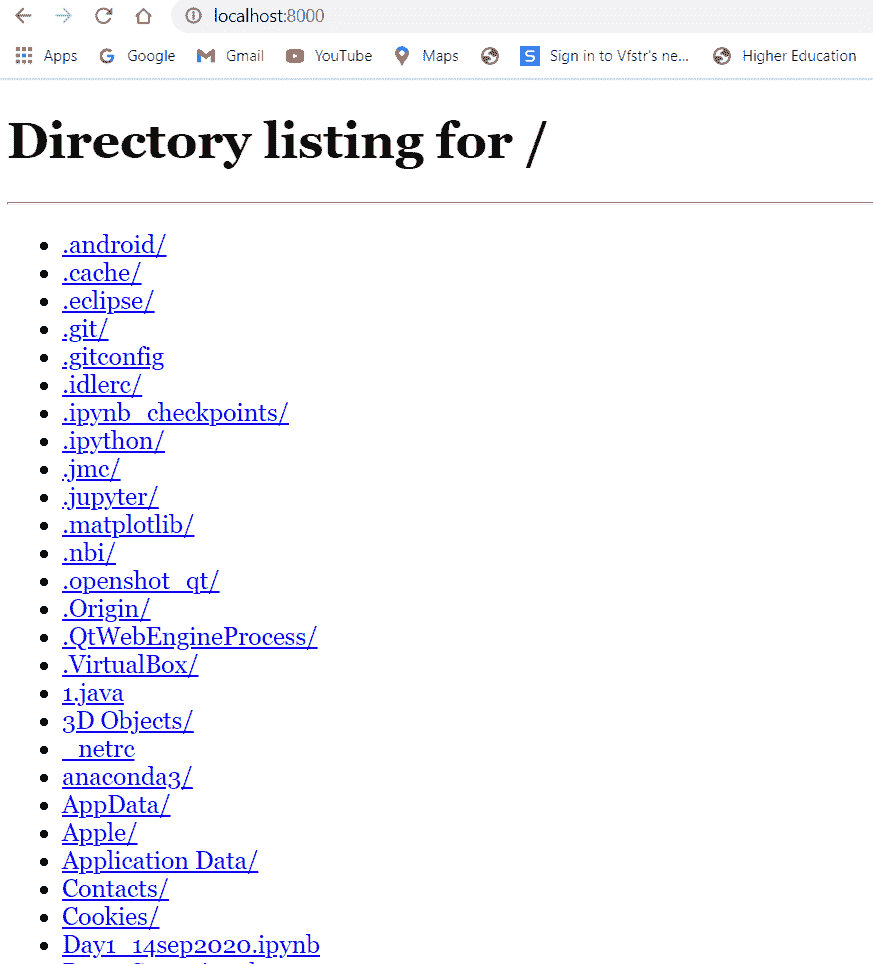 localhost:8000
Apps Google Gmail YouTube Maps Sign in to Vfstr's ne... Higher Education
Directory listing for /
.android/
.cache/
.eclipse/
.git/
.gitconfig
.idlerc/
.ipynb_checkpoints/
.ipython/
.jmc/
.jupyter/
.matplotlib/
.nbi/
.openshot_qt/
.Origin/
.QtWebEngineProcess/
.VirtualBox/
1.java
3D Objects/
_netrc
anaconda3/
AppData/
Apple/
Application Data/
Contacts/
Cookies/
Day1_14sep2020.ipynb